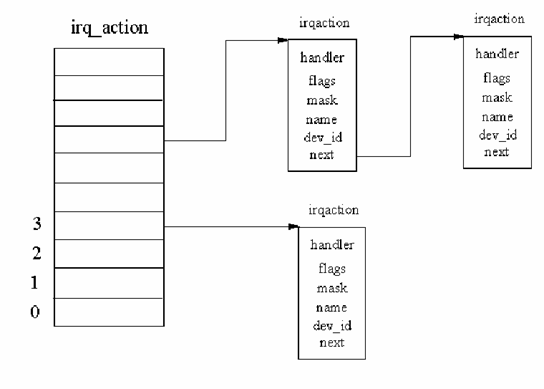 irq_action
3
2
1
0
irqaction
handler
flags
mask
name
dev_id
next
irqaction
handler
flags
mask
name
dev_id
next
irqaction
handler
flags
mask
name
dev_id
next